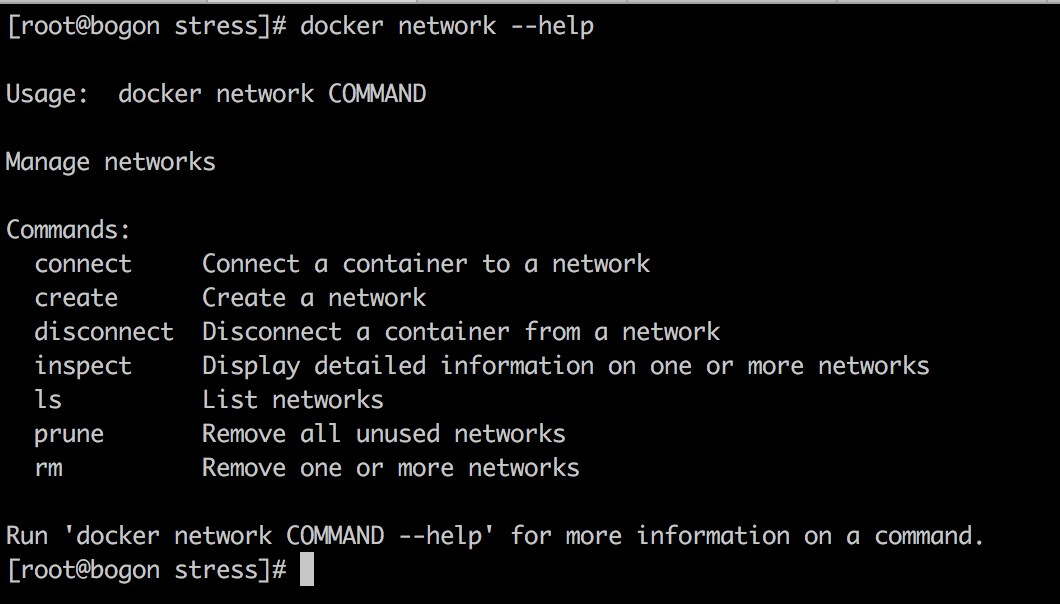 [root@bogon stress]# docker network --help
Usage:  docker network COMMAND
Manage networks
Commands:
  connect     Connect a container to a network
  create      Create a network
  disconnect  Disconnect a container from a network
  inspect     Display detailed information on one or more networks
  ls          List networks
  prune       Remove all unused networks
  rm          Remove one or more networks
Run 'docker network COMMAND --help' for more information on a command.
[root@bogon stress]#